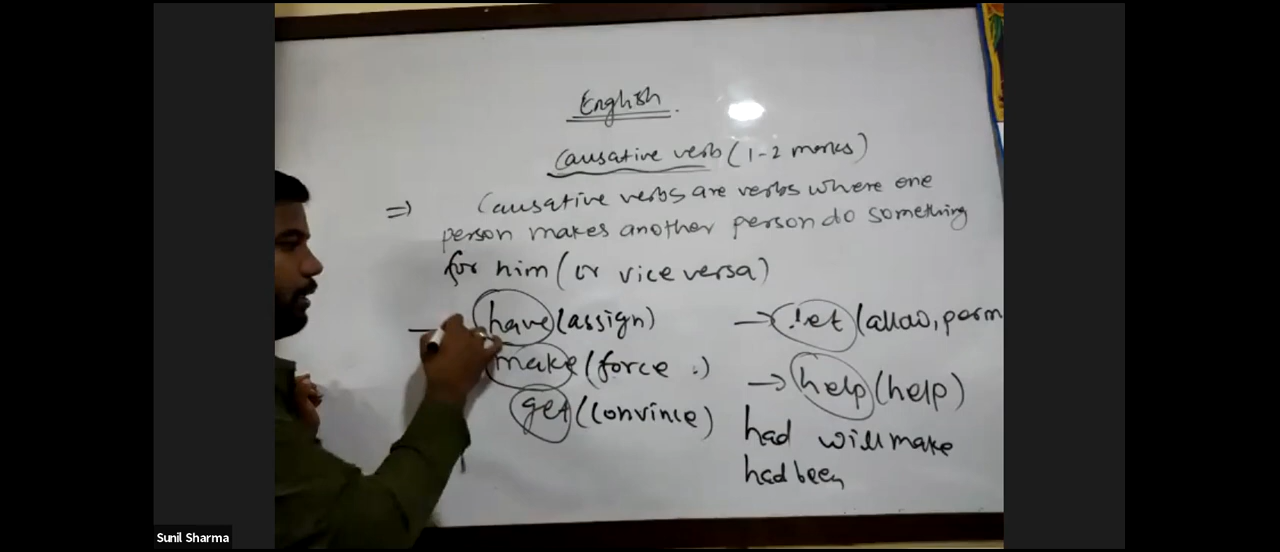 English.
Causative verb (1-2 marks)
=> Causative verbs are verbs where one
person makes another person do something
for him (or vice versa)
— have (assign)
make (force .)
get (convince)
→ let (allow, perm
→ help (help)
had will make
had been
Sunil Sharma